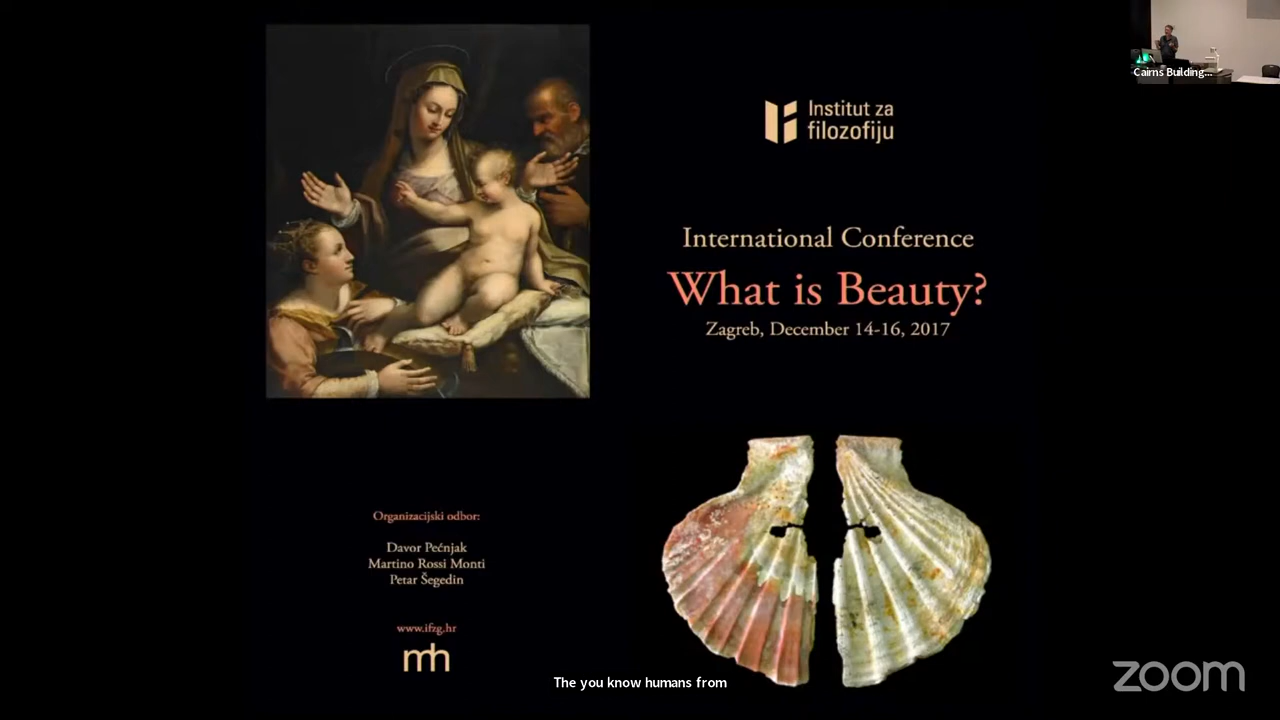 Cairns Building...
Institut za
filozofiju
International Conference
What is Beauty?
Zagreb, December 14-16, 2017
Organizacijski odbor:
Davor Pećnjak
Martino Rossi Monti
Petar Šegedin
www.ifzg.hr
mh
The you know humans from
zoom